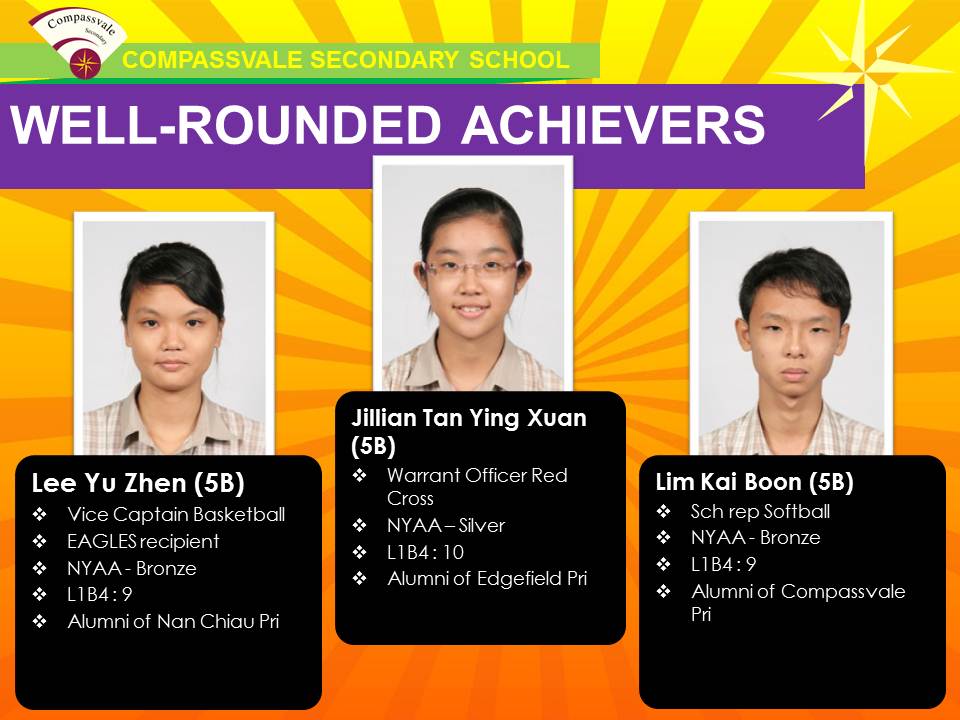 Compassvale
Secondary
COMPASSVALE SECONDARY SCHOOL
WELL-ROUNDED ACHIEVERS
Lee Yu Zhen (5B)
❖ Vice Captain Basketball
❖ EAGLES recipient
❖ NYAA - Bronze
❖ L1B4 : 9
❖ Alumni of Nan Chiau Pri
Jillian Tan Ying Xuan
(5B)
❖ Warrant Officer Red
Cross
❖ NYAA – Silver
❖ L1B4 : 10
❖ Alumni of Edgefield Pri
Lim Kai Boon (5B)
❖ Sch rep Softball
❖ NYAA - Bronze
❖ L1B4 : 9
❖ Alumni of Compassvale
Pri